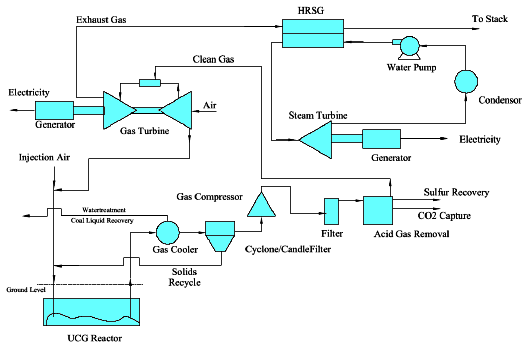 Exhaust Gas
HRSG
To Stack
Clean Gas
Water Pump
Condensor
Electricity
Generator
Gas Turbine
Air
Steam Turbine
Generator
Electricity
Injection Air
Gas Compressor
Sulfur Recovery
CO2 Capture
Watertreatment
Coal Liquid Recovery
Gas Cooler
Cyclone/CandleFilter
Filter
Acid Gas Removal
Solids
Recycle
Ground Level
UCG Reactor